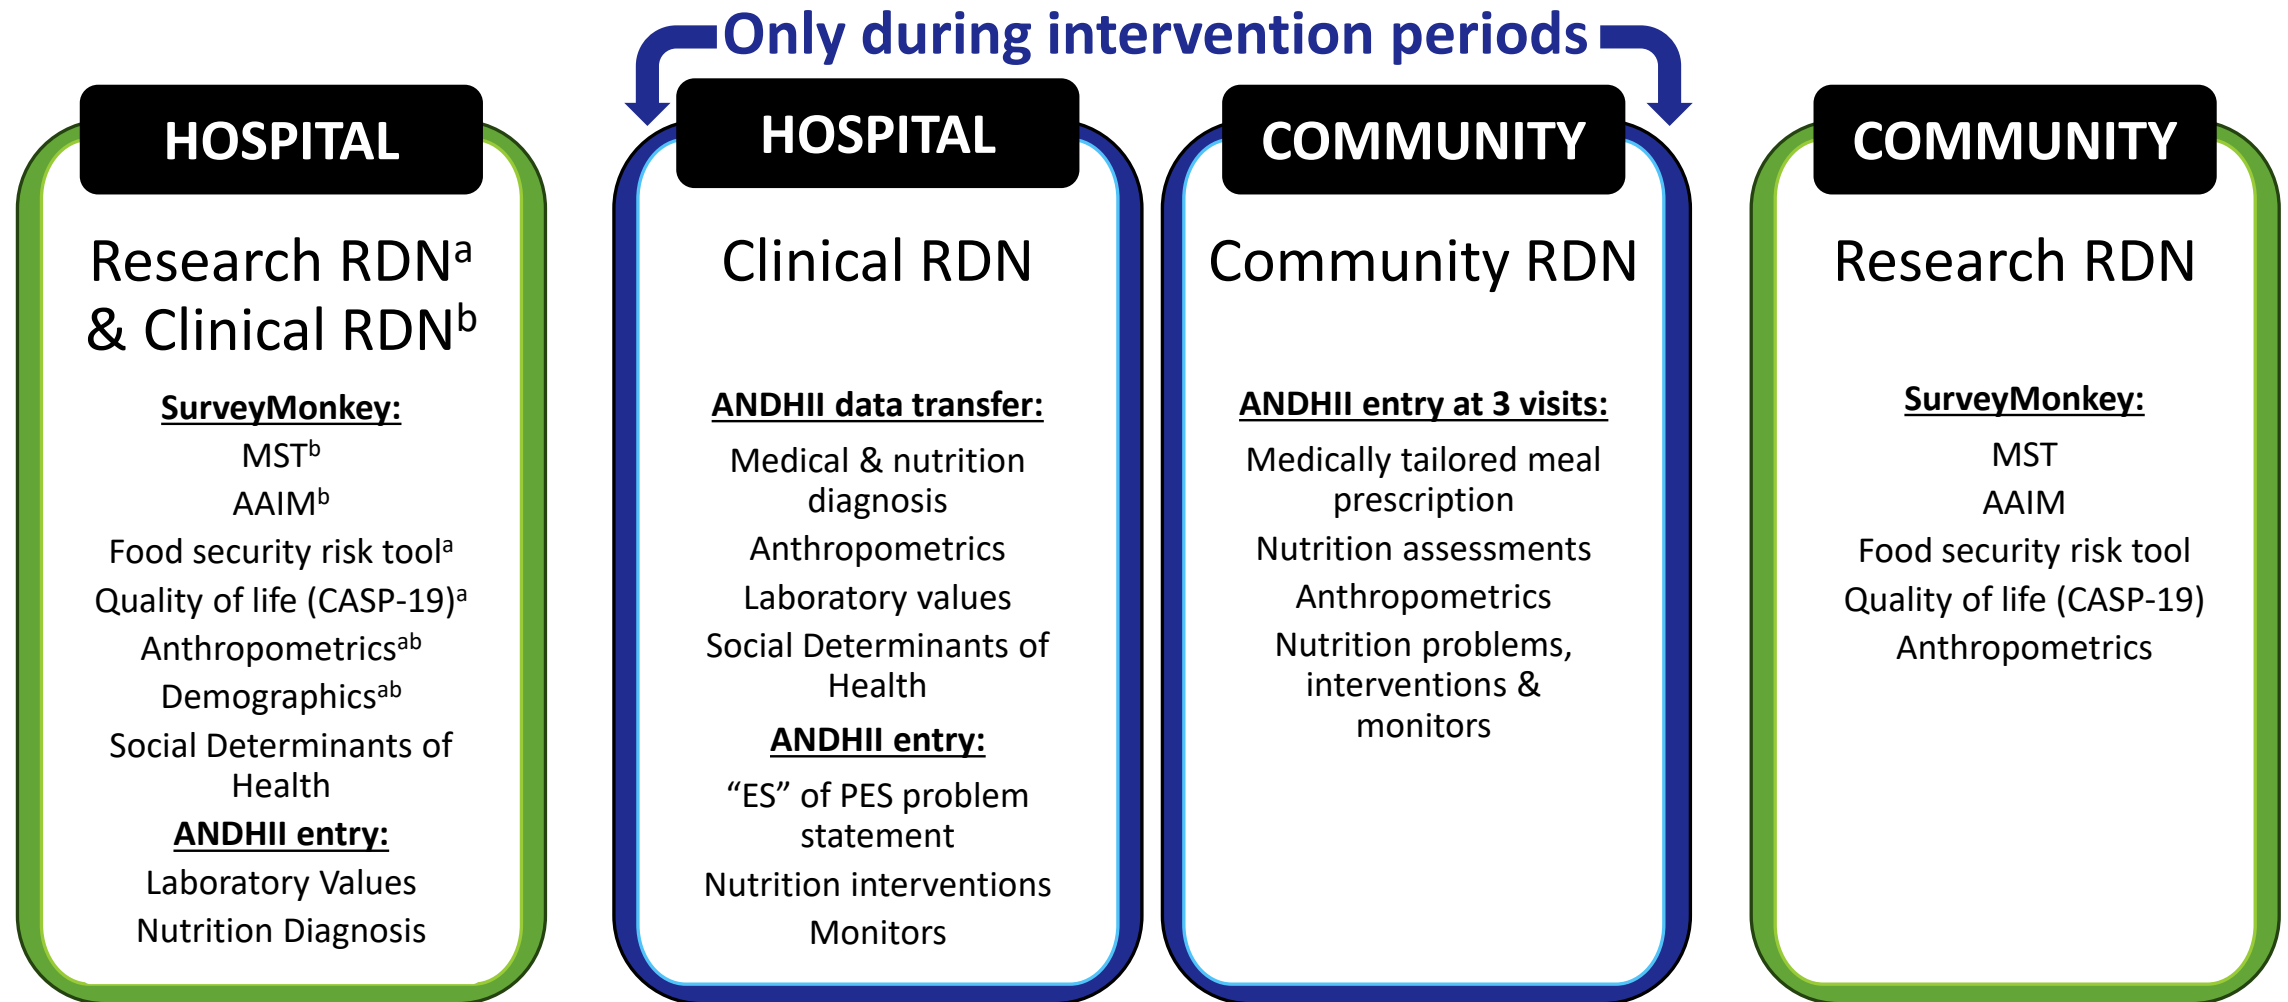 Only during intervention periods
HOSPITAL
Research RDNᵃ
& Clinical RDNᵇ
SurveyMonkey:
MSTᵇ
AAIMᵇ
Food security risk toolᵃ
Quality of life (CASP-19)ᵃ
Anthropometricsᵃᵇ
Demographicsᵃᵇ
Social Determinants of
Health
ANDHII entry:
Laboratory Values
Nutrition Diagnosis
HOSPITAL
Clinical RDN
ANDHII data transfer:
Medical & nutrition
diagnosis
Anthropometrics
Laboratory values
Social Determinants of
Health
ANDHII entry:
“ES” of PES problem
statement
Nutrition interventions
Monitors
COMMUNITY
Community RDN
ANDHII entry at 3 visits:
Medically tailored meal
prescription
Nutrition assessments
Anthropometrics
Nutrition problems,
interventions &
monitors
COMMUNITY
Research RDN
SurveyMonkey:
MST
AAIM
Food security risk tool
Quality of life (CASP-19)
Anthropometrics